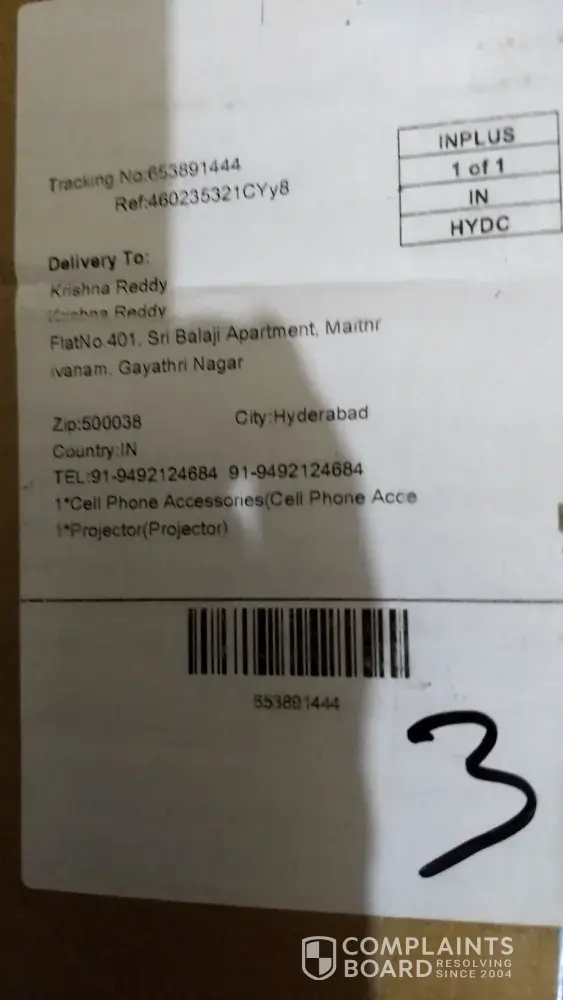 INPLUS
1 of 1
IN
HYDC
Tracking No:653891444
Ref:460235321CYy8
Delivery To:
Krishna Reddy
Krishna Reddy
FlatNo.401, Sri Balaji Apartment, Maithr
ivanam, Gayathri Nagar
Zip:500038 City:Hyderabad
Country:IN
TEL:91-9492124684 91-9492124684
1*Cell Phone Accessories(Cell Phone Acce
1*Projector(Projector)
653891444
3
COMPLAINTS
BOARD RESOLVING
SINCE 2004